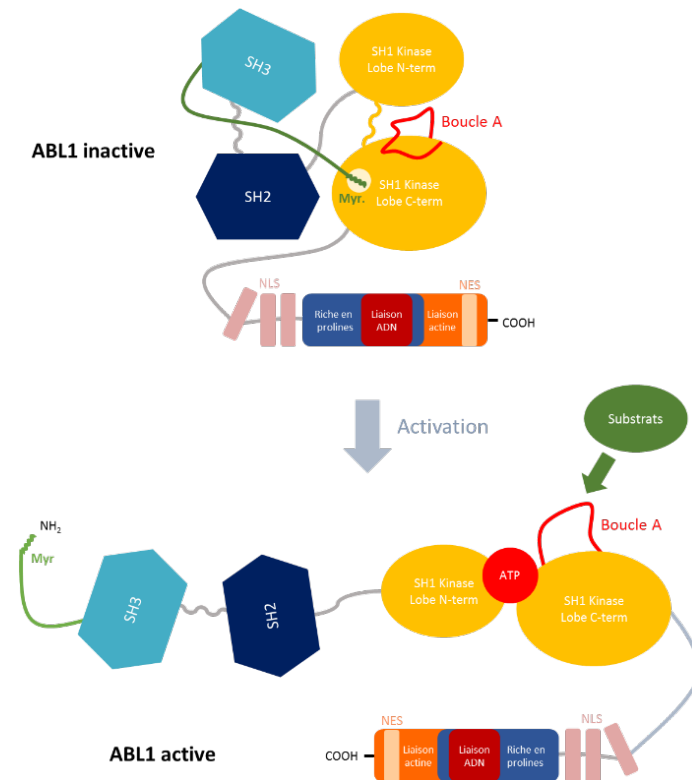 SH3
SH1 Kinase
Lobe N-term
Boucle A
ABL1 inactive
SH2
SH1 Kinase
Lobe C-term
Myr.
NLS
NES
Riche en
prolines
Liaison
ADN
Liaison
actine
COOH
Activation
Substrats
NH2
Myr
Boucle A
ATP
SH3
SH2
SH1 Kinase
Lobe N-term
SH1 Kinase
Lobe C-term
NES
NLS
ABL1 active
COOH
Liaison
actine
Liaison
ADN
Riche en
prolines